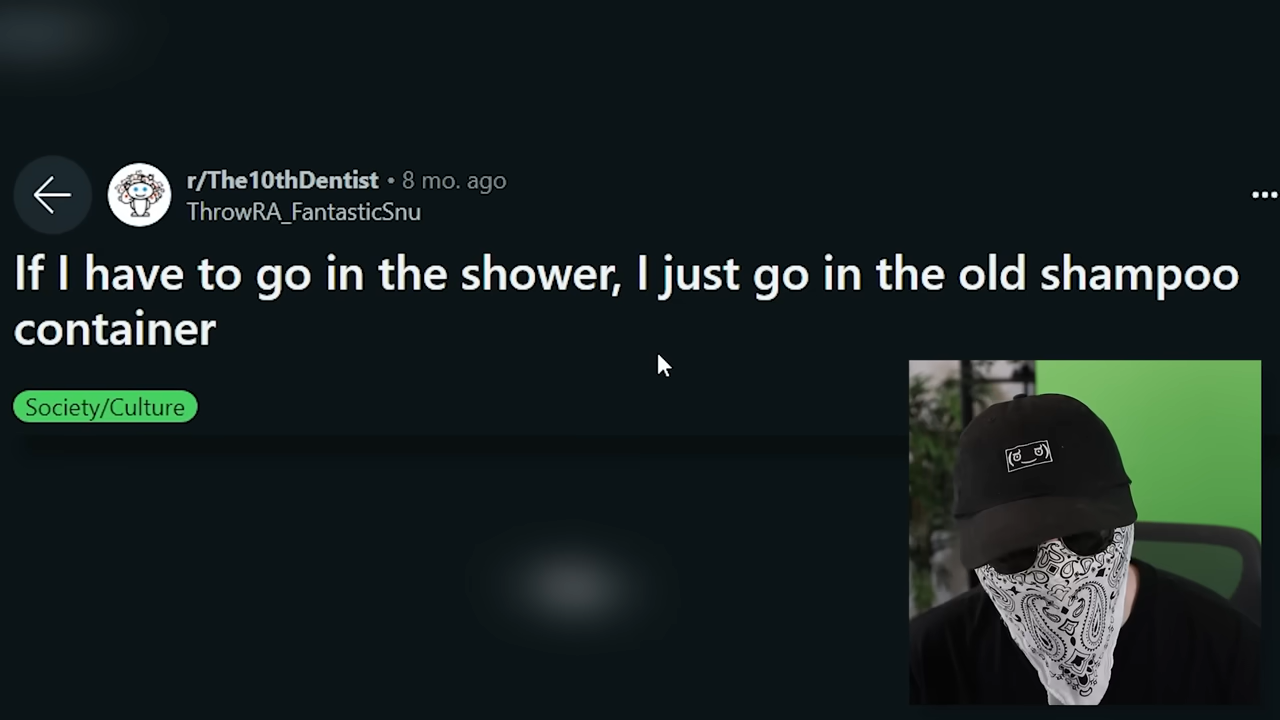 r/The10thDentist • 8 mo. ago
ThrowRA_FantasticSnu
If I have to go in the shower, I just go in the old shampoo
container
Society/Culture